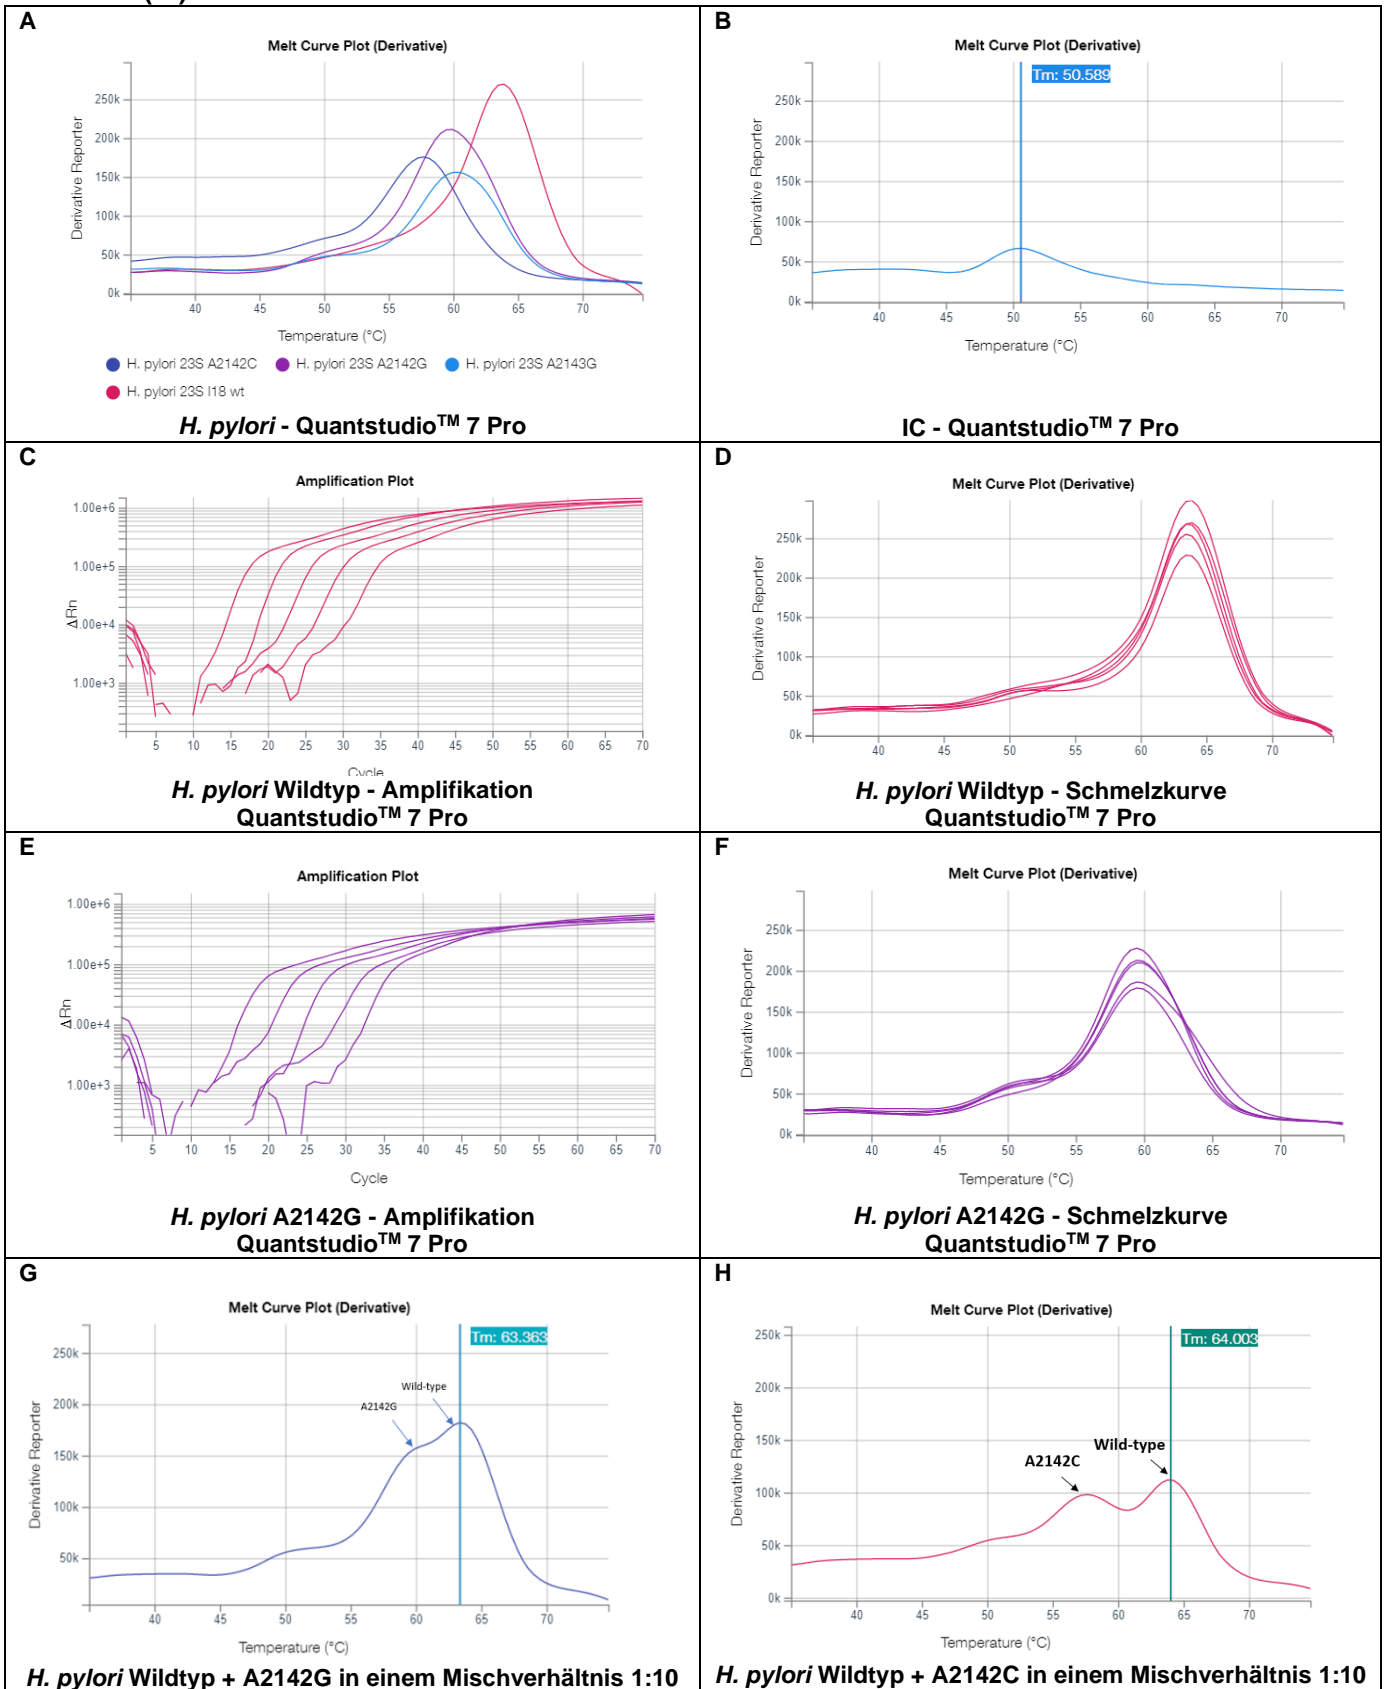 A
Melt Curve Plot (Derivative)
Derivative Reporter
250k
200k
150k
100k
50k
0k
40 45 50 55 60 65 70
Temperature (°C)
H. pylori 23S A2142C H. pylori 23S A2142G H. pylori 23S A2143G
H. pylori 23S I18 wt
H. pylori - Quantstudio™ 7 Pro
B
Melt Curve Plot (Derivative)
Tm: 50.589
Derivative Reporter
250k
200k
150k
100k
50k
0k
40 45 50 55 60 65 70
Temperature (°C)
IC - Quantstudio™ 7 Pro
C
Amplification Plot
ΔRn
1.00e+6
1.00e+5
1.00e+4
1.00e+3
5 10 15 20 25 30 35 40 45 50 55 60 65 70
Cycle
H. pylori Wildtyp - Amplifikation
Quantstudio™ 7 Pro
D
Melt Curve Plot (Derivative)
Derivative Reporter
250k
200k
150k
100k
50k
0k
40 45 50 55 60 65 70
H. pylori Wildtyp - Schmelzkurve
Quantstudio™ 7 Pro
E
Amplification Plot
ΔRn
1.00e+6
1.00e+5
1.00e+4
1.00e+3
5 10 15 20 25 30 35 40 45 50 55 60 65 70
Cycle
H. pylori A2142G - Amplifikation
Quantstudio™ 7 Pro
F
Melt Curve Plot (Derivative)
Derivative Reporter
250k
200k
150k
100k
50k
0k
40 45 50 55 60 65 70
Temperature (°C)
H. pylori A2142G - Schmelzkurve
Quantstudio™ 7 Pro
G
Melt Curve Plot (Derivative)
Tm: 63.363
Wild-type
A2142G
Derivative Reporter
250k
200k
150k
100k
50k
40 45 50 55 60 65 70
Temperature (°C)
H. pylori Wildtyp + A2142G in einem Mischverhältnis 1:10
H
Melt Curve Plot (Derivative)
Tm: 64.003
Wild-type
A2142C
Derivative Reporter
250k
200k
150k
100k
50k
0k
40 45 50 55 60 65 70
Temperature (°C)
H. pylori Wildtyp + A2142C in einem Mischverhältnis 1:10